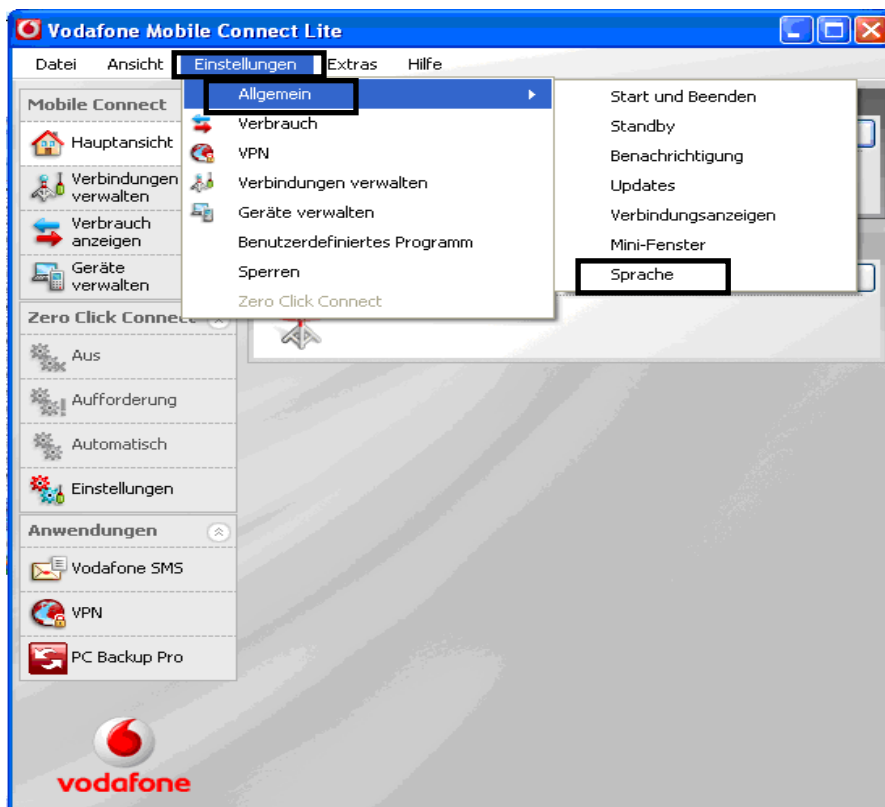 Vodafone Mobile Connect Lite
Datei Ansicht Einstellungen Extras Hilfe
Mobile Connect
Hauptansicht
Verbindungen
verwalten
Verbrauch
anzeigen
Geräte
verwalten
Allgemein
Verbrauch
VPN
Verbindungen verwalten
Geräte verwalten
Benutzerdefiniertes Programm
Sperren
Zero Click Connect
Start und Beenden
Standby
Benachrichtigung
Updates
Verbindungsanzeigen
Mini-Fenster
Sprache
Zero Click Connect
Aus
Aufforderung
Automatisch
Einstellungen
Anwendungen
Vodafone SMS
VPN
PC Backup Pro
vodafone